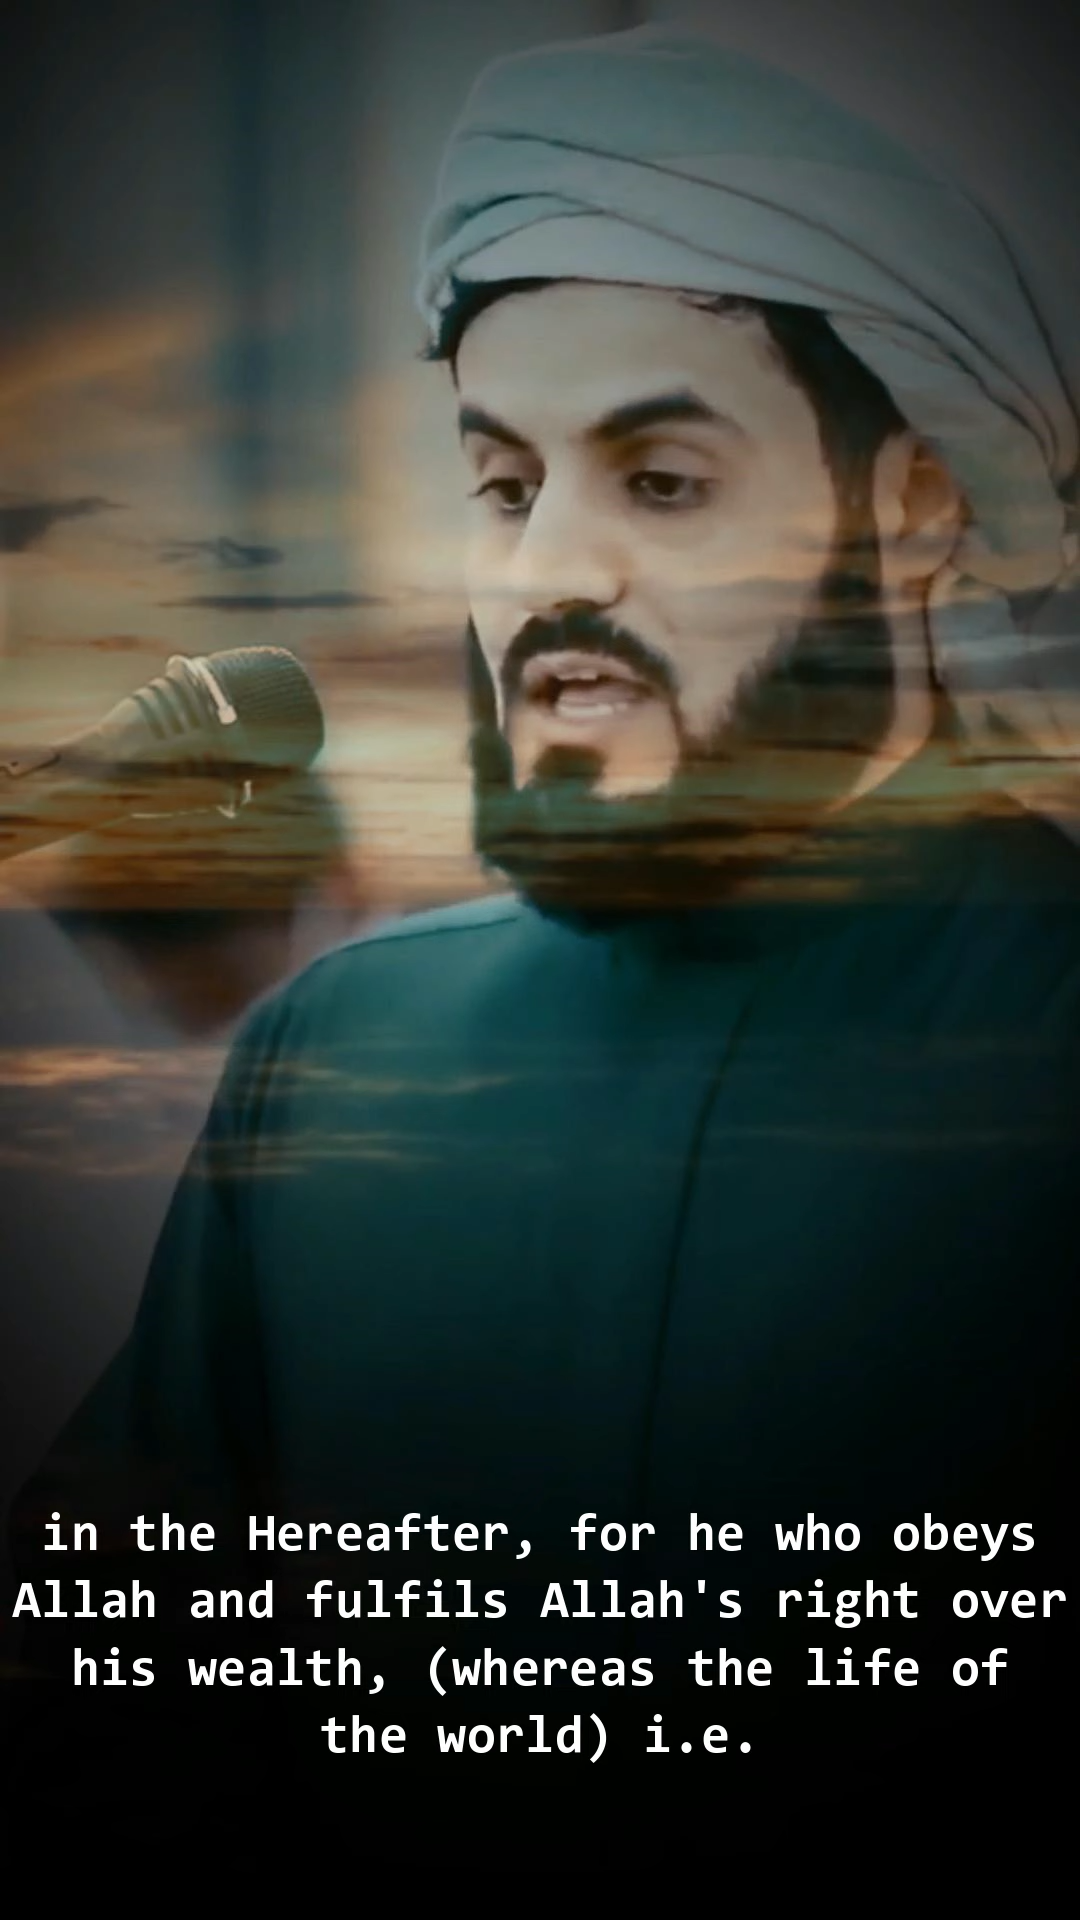 in the Hereafter, for he who obeys
Allah and fulfils Allah's right over
his wealth, (whereas the life of
the world) i.e.